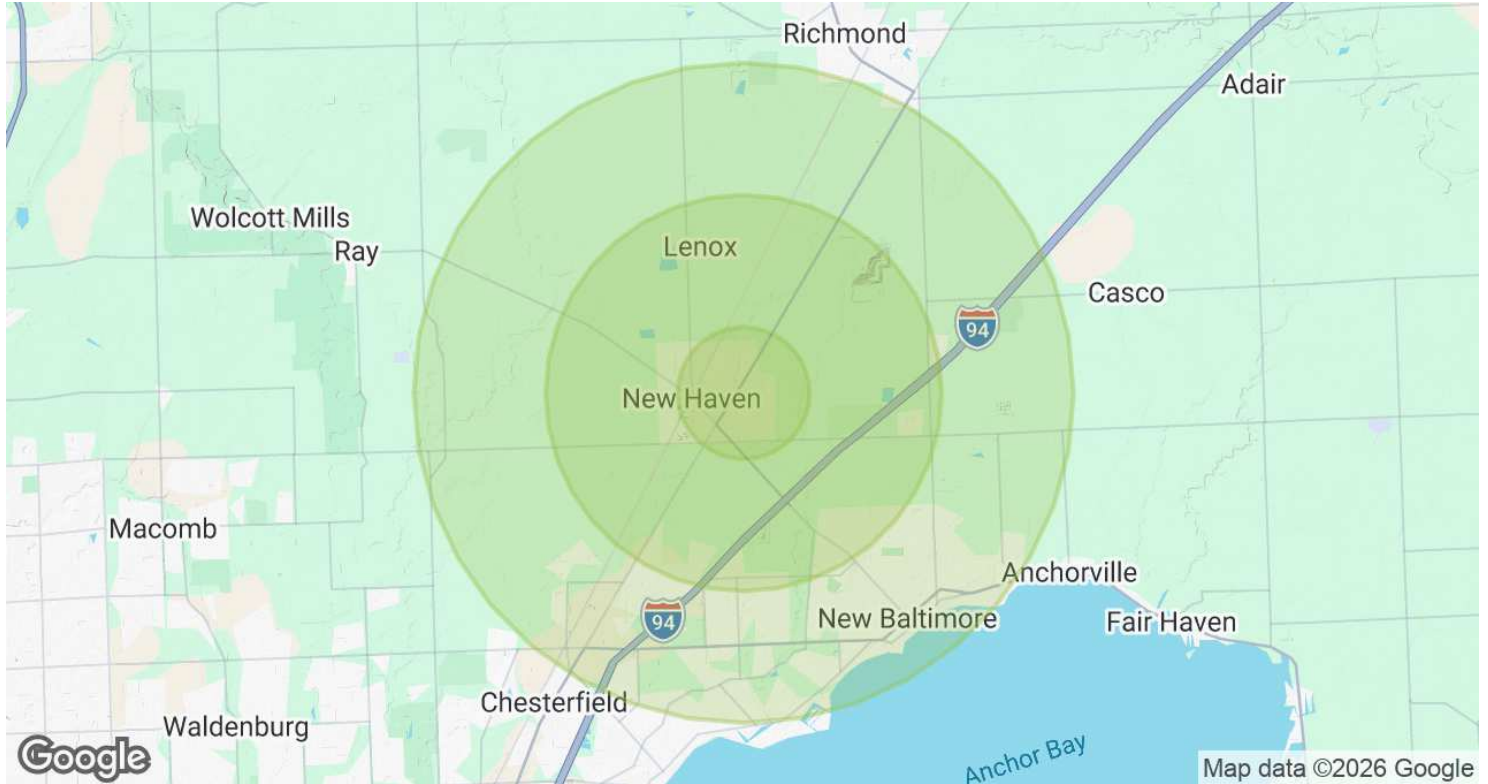 Richmond
Adair
Wolcott Mills
Ray
Lenox
Casco
94
New Haven
Macomb
Anchorville
94
New Baltimore
Fair Haven
Chesterfield
Waldenburg
Anchor Bay
Google
Map data ©2026 Google